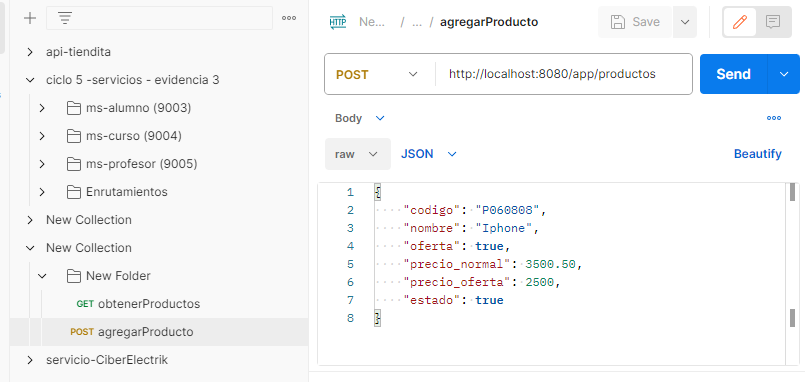 api-tiendita
ciclo 5 -servicios - evidencia 3
ms-alumno (9003)
ms-curso (9004)
ms-profesor (9005)
Enrutamientos
New Collection
New Collection
New Folder
GET obtenerProductos
POST agregarProducto
servicio-CiberElectrik
HTTP Ne... / ... / agregarProducto Save
POST http://localhost:8080/app/productos Send
Body
raw JSON Beautify
1 {
2 "codigo": "P060808",
3 "nombre": "Iphone",
4 "oferta": true,
5 "precio_normal": 3500.50,
6 "precio_oferta": 2500,
7 "estado": true
8 }